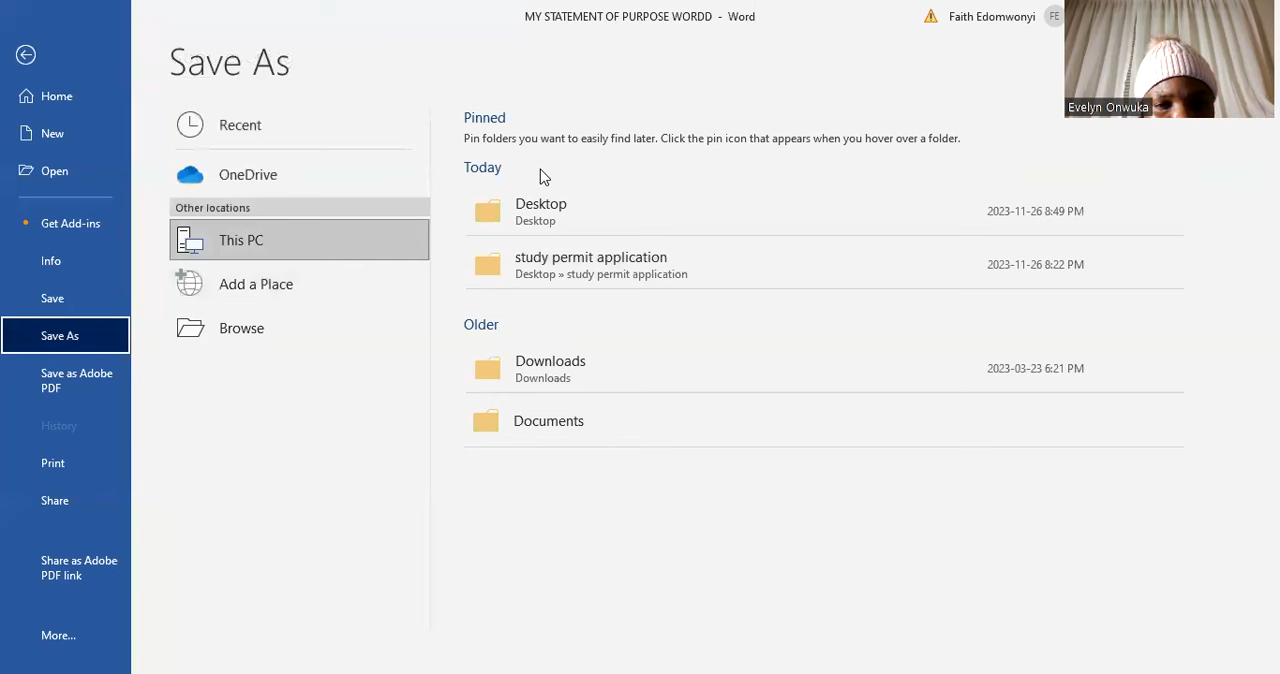 MY STATEMENT OF PURPOSE WORDD - Word
Faith Edomwonyi
FE
Evelyn Onwuka
Home
New
Open
Get Add-ins
Info
Save
Save As
Save as Adobe
PDF
History
Print
Share
Share as Adobe
PDF link
More...
Save As
Recent
OneDrive
Other locations
This PC
Add a Place
Browse
Pinned
Pin folders you want to easily find later. Click the pin icon that appears when you hover over a folder.
Today
Desktop
Desktop
2023-11-26 8:49 PM
study permit application
Desktop » study permit application
2023-11-26 8:22 PM
Older
Downloads
Downloads
2023-03-23 6:21 PM
Documents